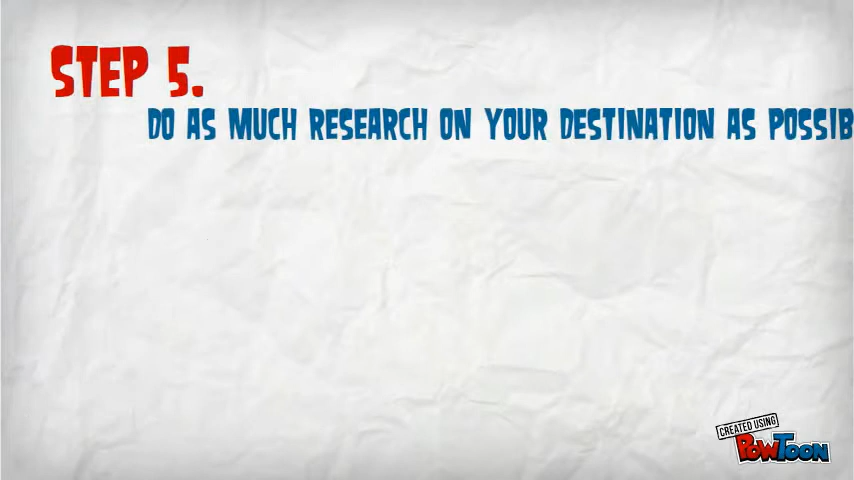 STEP 5.
DO AS MUCH RESEARCH ON YOUR DESTINATION AS POSSIB
CREATED USING
POWTOON